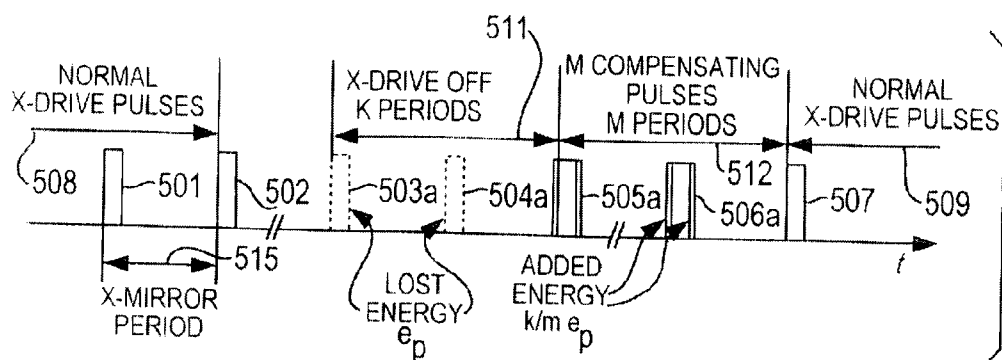 511
NORMAL
X-DRIVE PULSES
X-DRIVE OFF
K PERIODS
M COMPENSATING
PULSES
M PERIODS
NORMAL
X-DRIVE PULSES
508
501
502
503a
504a
505a
512
506a
507
509
515
X-MIRROR
PERIOD
LOST
ENERGY
ep
ADDED
ENERGY
k/m ep
t